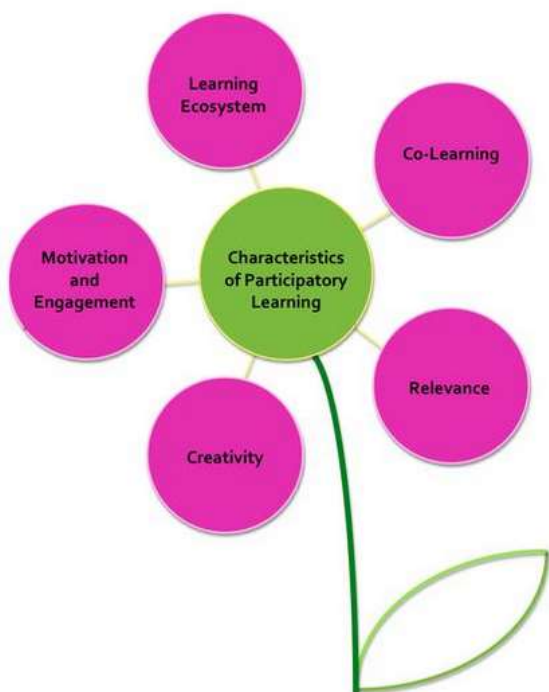 Learning
Ecosystem
Co-Learning
Motivation
and
Engagement
Characteristics
of Participatory
Learning
Relevance
Creativity